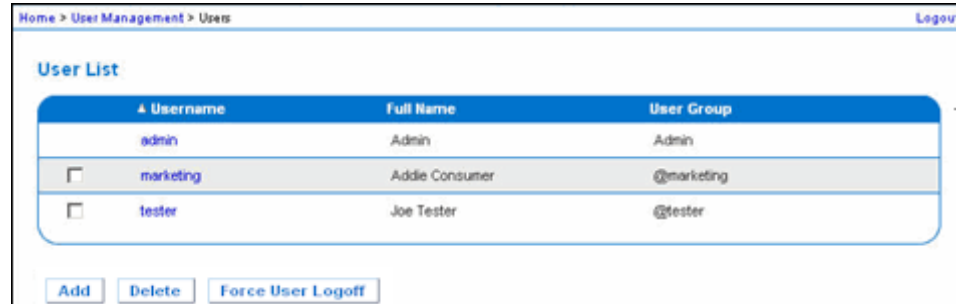 Home > User Management > Users Logout
User List
▲ Username Full Name User Group
admin Admin Admin
marketing Addie Consumer @marketing
tester Joe Tester @tester
Add Delete Force User Logoff